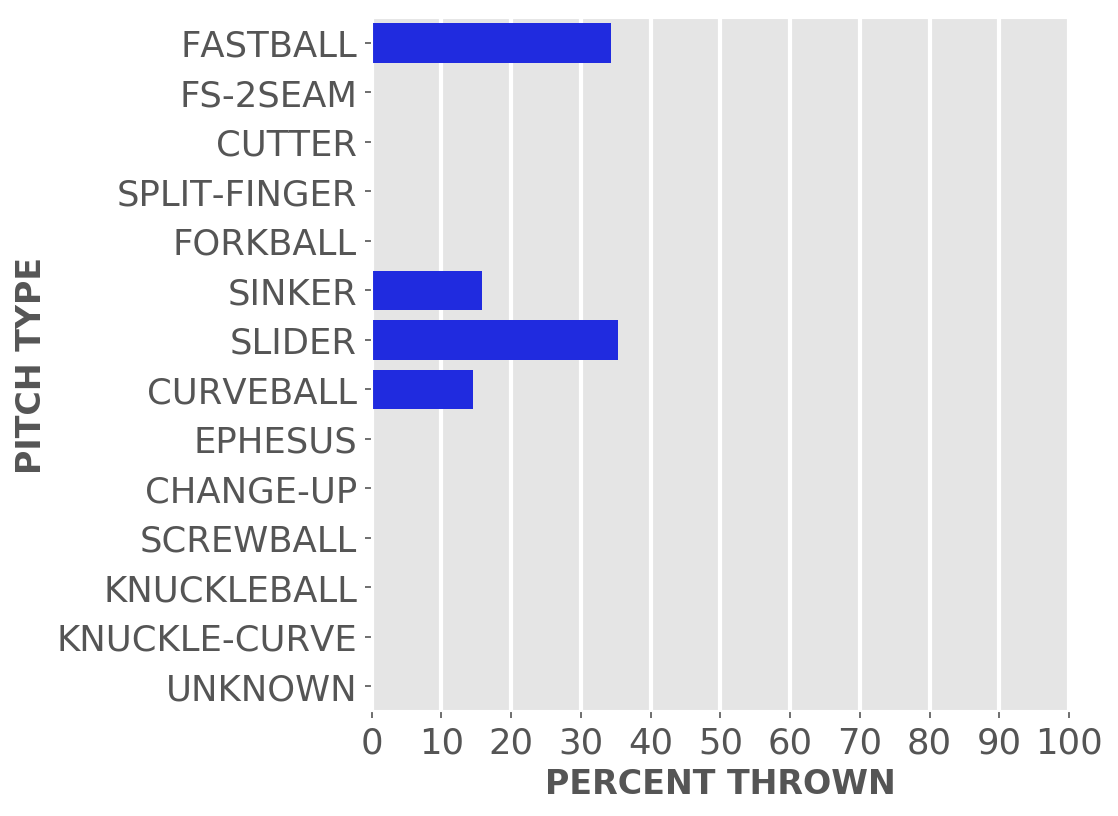 FASTBALL
FS-2SEAM
CUTTER
SPLIT-FINGER
FORKBALL
SINKER
SLIDER
CURVEBALL
EPHESUS
CHANGE-UP
SCREWBALL
KNUCKLEBALL
KNUCKLE-CURVE
UNKNOWN
PITCH TYPE
0 10 20 30 40 50 60 70 80 90 100
PERCENT THROWN